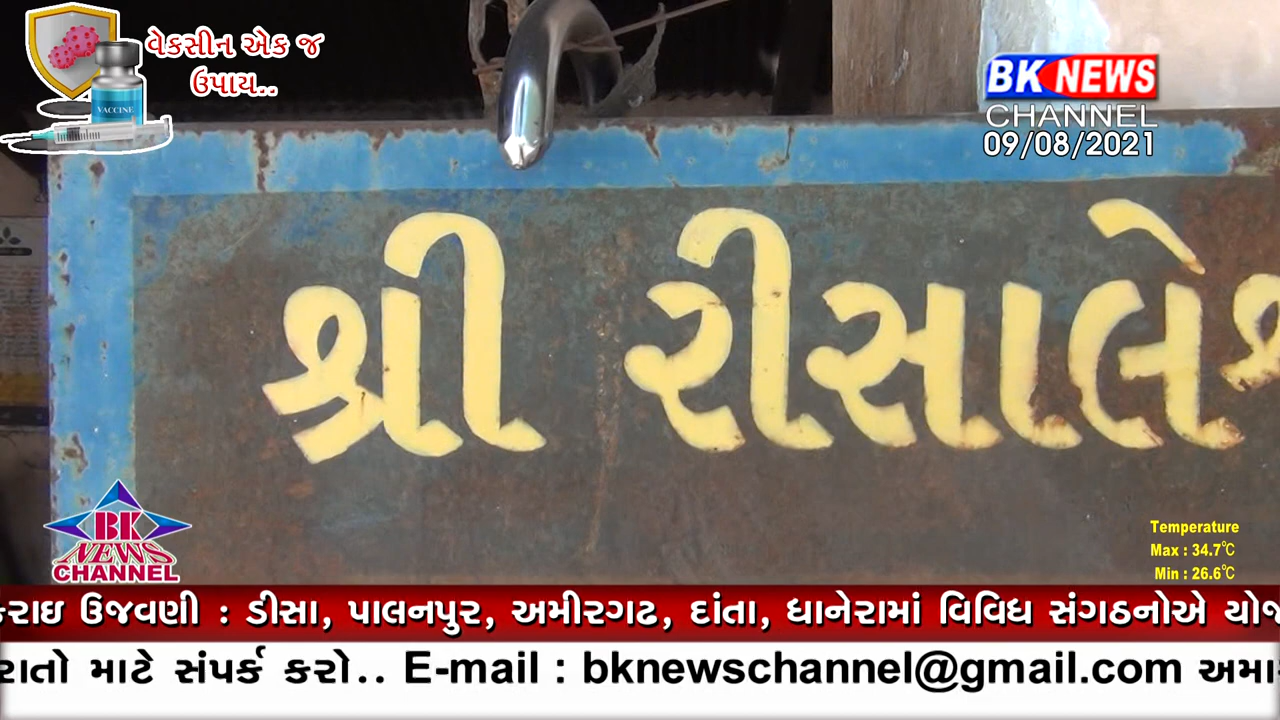 વેકસીન એક જ
ઉપાય..
VACCINE
BK NEWS
CHANNEL
09/08/2021
શ્રી રીસાલે
BK
NEWS
CHANNEL
Temperature
Max : 34.7℃
Min : 26.6℃
કરાઇ ઉજવણી : ડીસા, પાલનપુર, અમીરગઢ, દાંતા, ધાનેરામાં વિવિધ સંગઠનોએ
માટે સંપર્ક કરો.. E-mail : bknewschannel@gmail.com